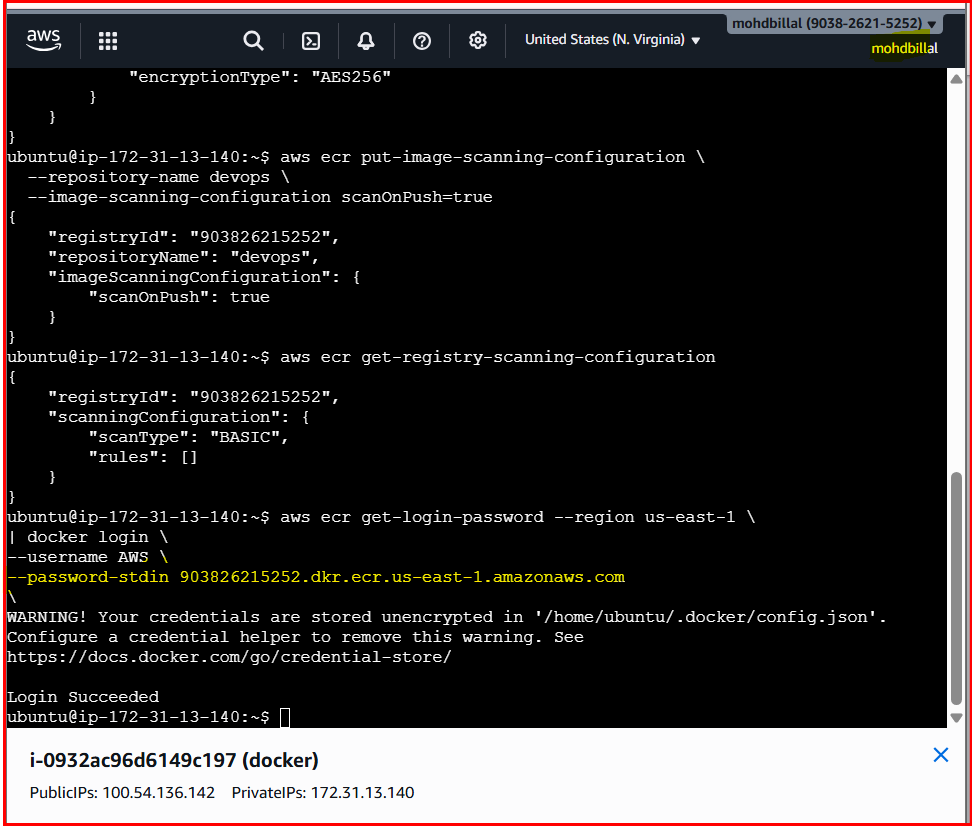 aws
United States (N. Virginia) ▼
mohdbillal (9038-2621-5252) ▼
mohdbillal
            "encryptionType": "AES256"
        }
    }
}
ubuntu@ip-172-31-13-140:~$ aws ecr put-image-scanning-configuration \
  --repository-name devops \
  --image-scanning-configuration scanOnPush=true
{
    "registryId": "903826215252",
    "repositoryName": "devops",
    "imageScanningConfiguration": {
        "scanOnPush": true
    }
}
ubuntu@ip-172-31-13-140:~$ aws ecr get-registry-scanning-configuration
{
    "registryId": "903826215252",
    "scanningConfiguration": {
        "scanType": "BASIC",
        "rules": []
    }
}
ubuntu@ip-172-31-13-140:~$ aws ecr get-login-password --region us-east-1 \
| docker login \
--username AWS \
--password-stdin 903826215252.dkr.ecr.us-east-1.amazonaws.com
\
WARNING! Your credentials are stored unencrypted in '/home/ubuntu/.docker/config.json'.
Configure a credential helper to remove this warning. See
https://docs.docker.com/go/credential-store/
Login Succeeded
ubuntu@ip-172-31-13-140:~$
i-0932ac96d6149c197 (docker)
PublicIPs: 100.54.136.142 PrivateIPs: 172.31.13.140